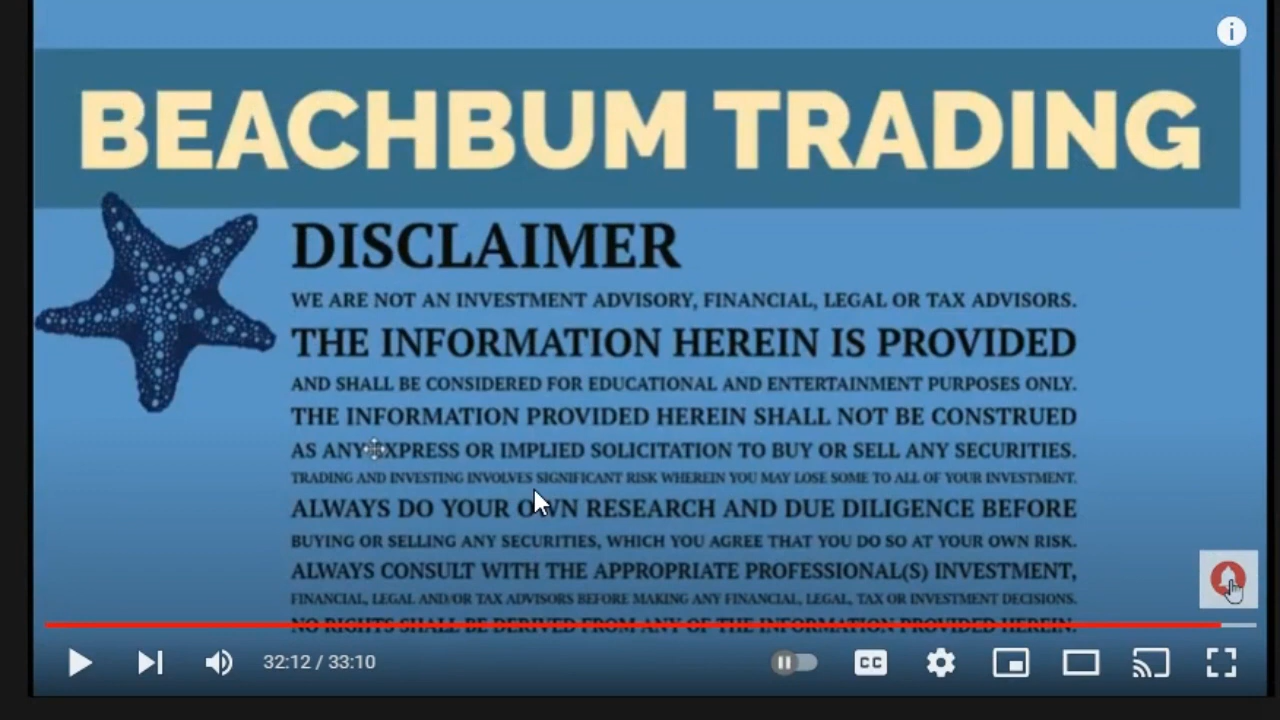 BEACHBUM TRADING
DISCLAIMER
WE ARE NOT AN INVESTMENT ADVISORY, FINANCIAL, LEGAL OR TAX ADVISORS.
THE INFORMATION HEREIN IS PROVIDED
AND SHALL BE CONSIDERED FOR EDUCATIONAL AND ENTERTAINMENT PURPOSES ONLY.
THE INFORMATION PROVIDED HEREIN SHALL NOT BE CONSTRUED
AS ANY EXPRESS OR IMPLIED SOLICITATION TO BUY OR SELL ANY SECURITIES.
TRADING AND INVESTING INVOLVES SIGNIFICANT RISK WHEREIN YOU MAY LOSE SOME TO ALL OF YOUR INVESTMENT.
ALWAYS DO YOUR OWN RESEARCH AND DUE DILIGENCE BEFORE
BUYING OR SELLING ANY SECURITIES, WHICH YOU AGREE THAT YOU DO SO AT YOUR OWN RISK.
ALWAYS CONSULT WITH THE APPROPRIATE PROFESSIONAL(S) INVESTMENT,
FINANCIAL, LEGAL AND/OR TAX ADVISORS BEFORE MAKING ANY FINANCIAL, LEGAL, TAX OR INVESTMENT DECISIONS.
NO RIGHTS SHALL BE DERIVED FROM ANY OF THE INFORMATION PROVIDED HEREIN.
32:12 / 33:10
CC